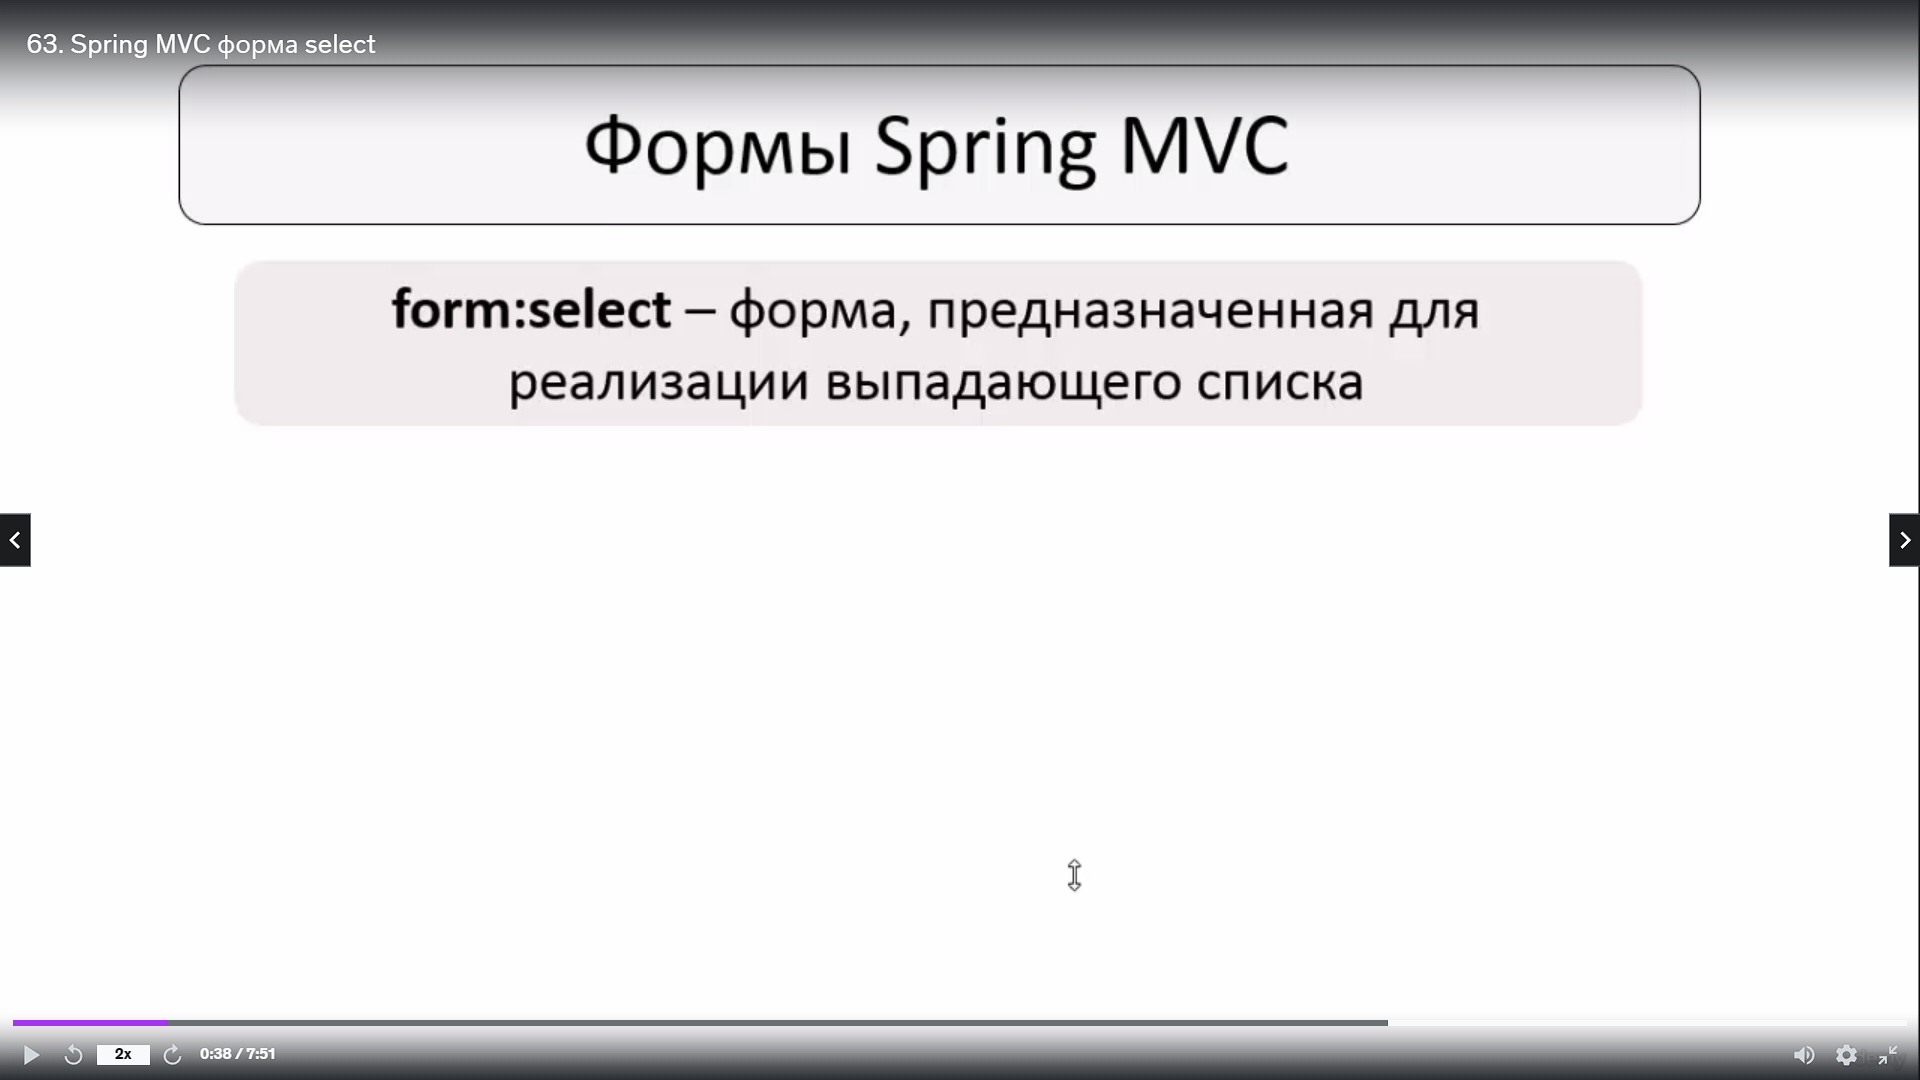 63. Spring MVC форма select
Формы Spring MVC
form:select – форма, предназначенная для
реализации выпадающего списка
2x
0:38 / 7:51